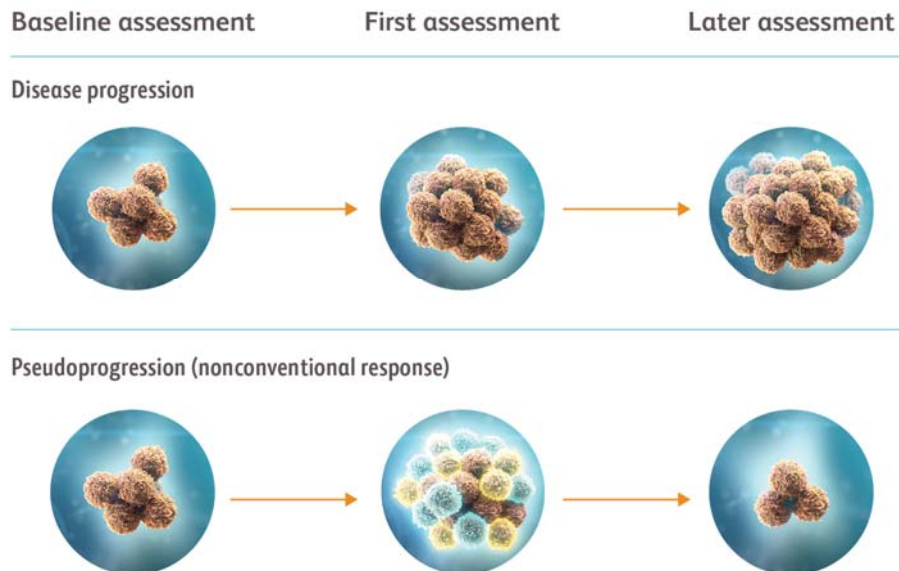 Baseline assessment
First assessment
Later assessment
Disease progression
Pseudoprogression (nonconventional response)